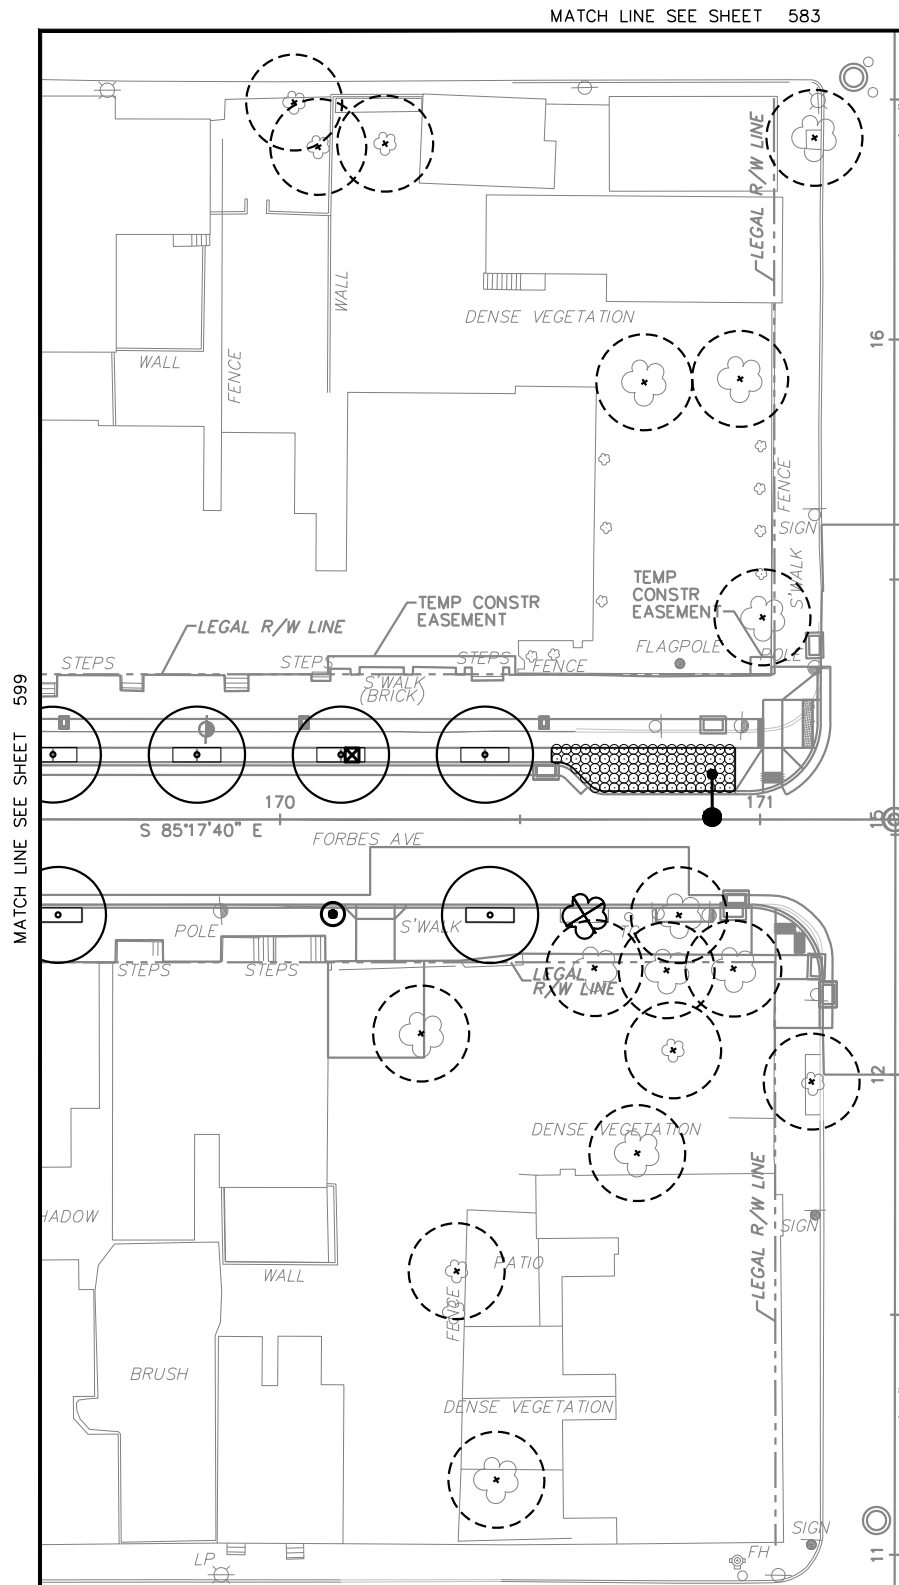 MATCH LINE SEE SHEET 583
LEGAL R/W LINE
WALL
DENSE VEGETATION
16
WALL
FENCE
FENCE
SIGN
S'WALK
TEMP
CONSTR
EASEMENT
TEMP CONSTR
EASEMENT
LEGAL R/W LINE
FLAGPOLE
POLE
STEPS
STEPS
STEPS
FENCE
S'WALK
(BRICK)
MATCH LINE SEE SHEET 599
170
171
15
S 85°17'40" E
FORBES AVE
POLE
S'WALK
STEPS
STEPS
LEGAL
R/W LINE
12
DENSE VEGETATION
LEGAL R/W LINE
HADOW
SIGN
WALL
PATIO
FENCE
BRUSH
DENSE VEGETATION
SIGN
LP
FH
11